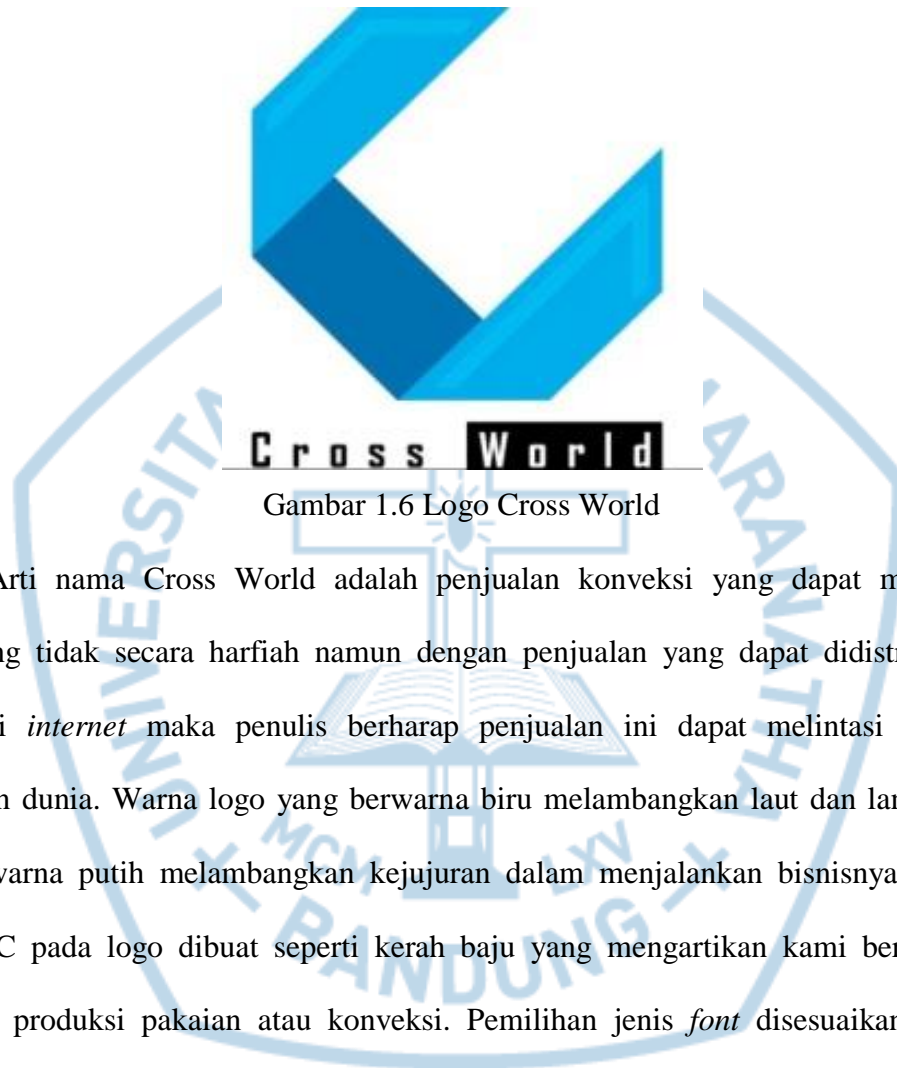 Cross World
Gambar 1.6 Logo Cross World
Arti nama Cross World adalah penjualan konveksi yang dapat
tidak secara harfiah namun dengan penjualan yang dapat
internet maka penulis berharap penjualan ini dapat melintasi
dunia. Warna logo yang berwarna biru melambangkan laut dan
warna putih melambangkan kejujuran dalam menjalankan bisnisnya
C pada logo dibuat seperti kerah baju yang mengartikan kami
produksi pakaian atau konveksi. Pemilihan jenis font disesuaikan
MCM LXV
BANDUNG